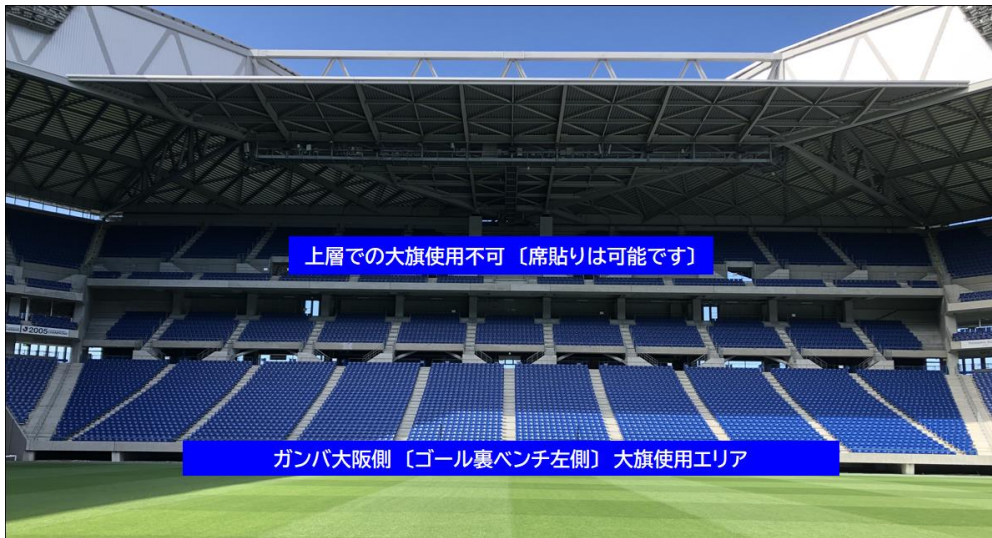 上層での大旗使用不可〔席貼りは可能です〕
2005
ガンバ大阪側〔ゴール裏ベンチ左側〕大旗使用エリア